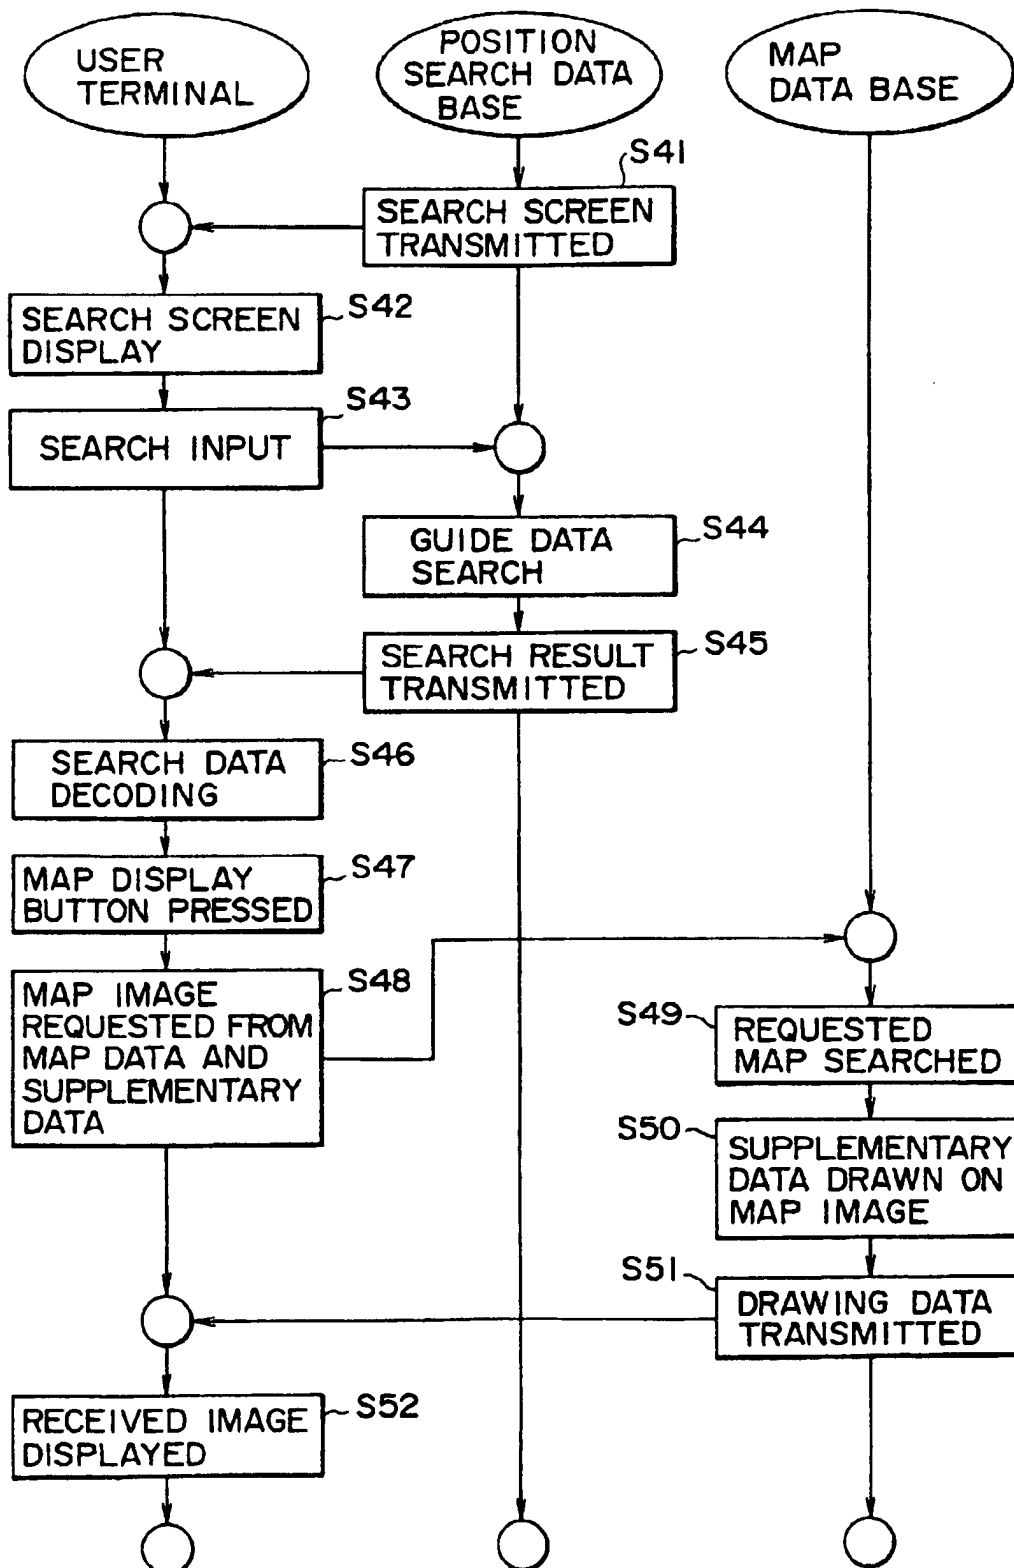 USER
TERMINAL
POSITION
SEARCH DATA
BASE
MAP
DATA BASE
S41
SEARCH SCREEN
TRANSMITTED
S42
SEARCH SCREEN
DISPLAY
S43
SEARCH INPUT
S44
GUIDE DATA
SEARCH
S45
SEARCH RESULT
TRANSMITTED
S46
SEARCH DATA
DECODING
S47
MAP DISPLAY
BUTTON PRESSED
S48
MAP IMAGE
REQUESTED FROM
MAP DATA AND
SUPPLEMENTARY
DATA
S49
REQUESTED
MAP SEARCHED
S50
SUPPLEMENTARY
DATA DRAWN ON
MAP IMAGE
S51
DRAWING DATA
TRANSMITTED
S52
RECEIVED IMAGE
DISPLAYED